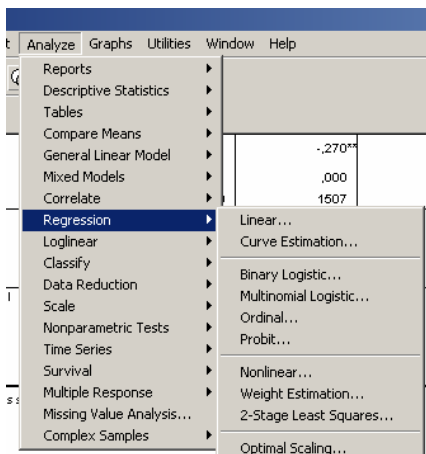 t Analyze Graphs Utilities Window Help
Reports
Descriptive Statistics
Tables
Compare Means
General Linear Model
Mixed Models
Correlate
Regression
Loglinear
Classify
Data Reduction
Scale
Nonparametric Tests
Time Series
Survival
Multiple Response
Missing Value Analysis...
Complex Samples
-,270**
,000
1507
Linear...
Curve Estimation...
Binary Logistic...
Multinomial Logistic...
Ordinal...
Probit...
Nonlinear...
Weight Estimation...
2-Stage Least Squares...
Optimal Scaling...